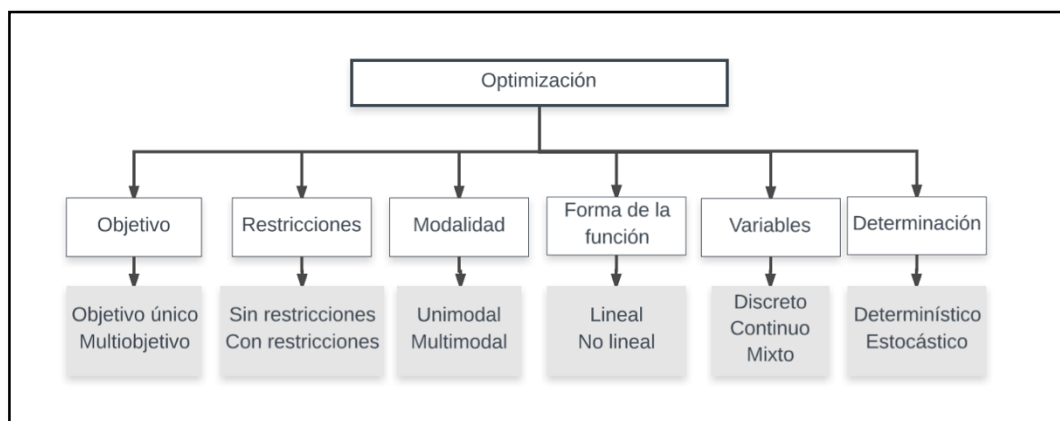 Optimización
Objetivo
Restricciones
Modalidad
Forma de la
función
Variables
Determinación
Objetivo único
Multiobjetivo
Sin restricciones
Con restricciones
Unimodal
Multimodal
Lineal
No lineal
Discreto
Continuo
Mixto
Determinístico
Estocástico